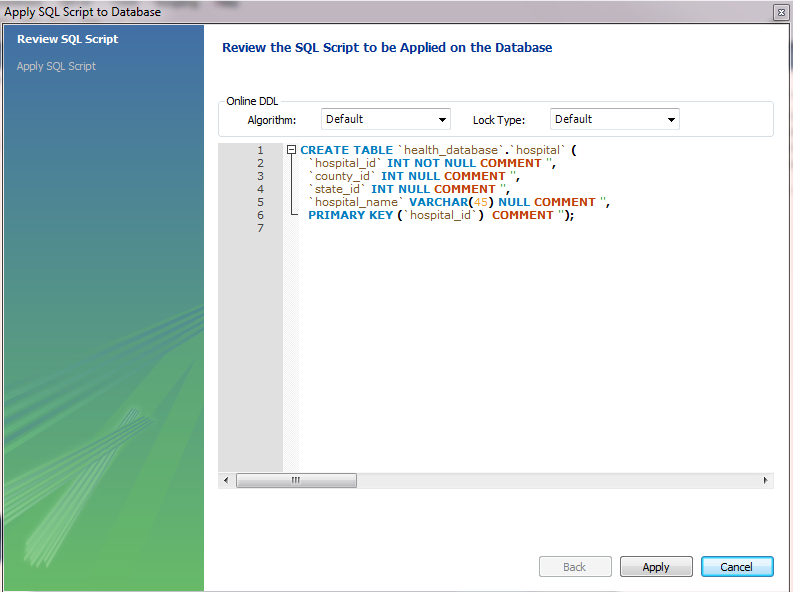 Apply SQL Script to Database
Review SQL Script
Apply SQL Script
Review the SQL Script to be Applied on the Database
Online DDL
Algorithm: Default Lock Type: Default
1 CREATE TABLE `health_database`.`hospital` (
2 `hospital_id` INT NOT NULL COMMENT '',
3 `county_id` INT NULL COMMENT '',
4 `state_id` INT NULL COMMENT '',
5 `hospital_name` VARCHAR(45) NULL COMMENT '',
6 PRIMARY KEY (`hospital_id`)  COMMENT '');
7
Back Apply Cancel